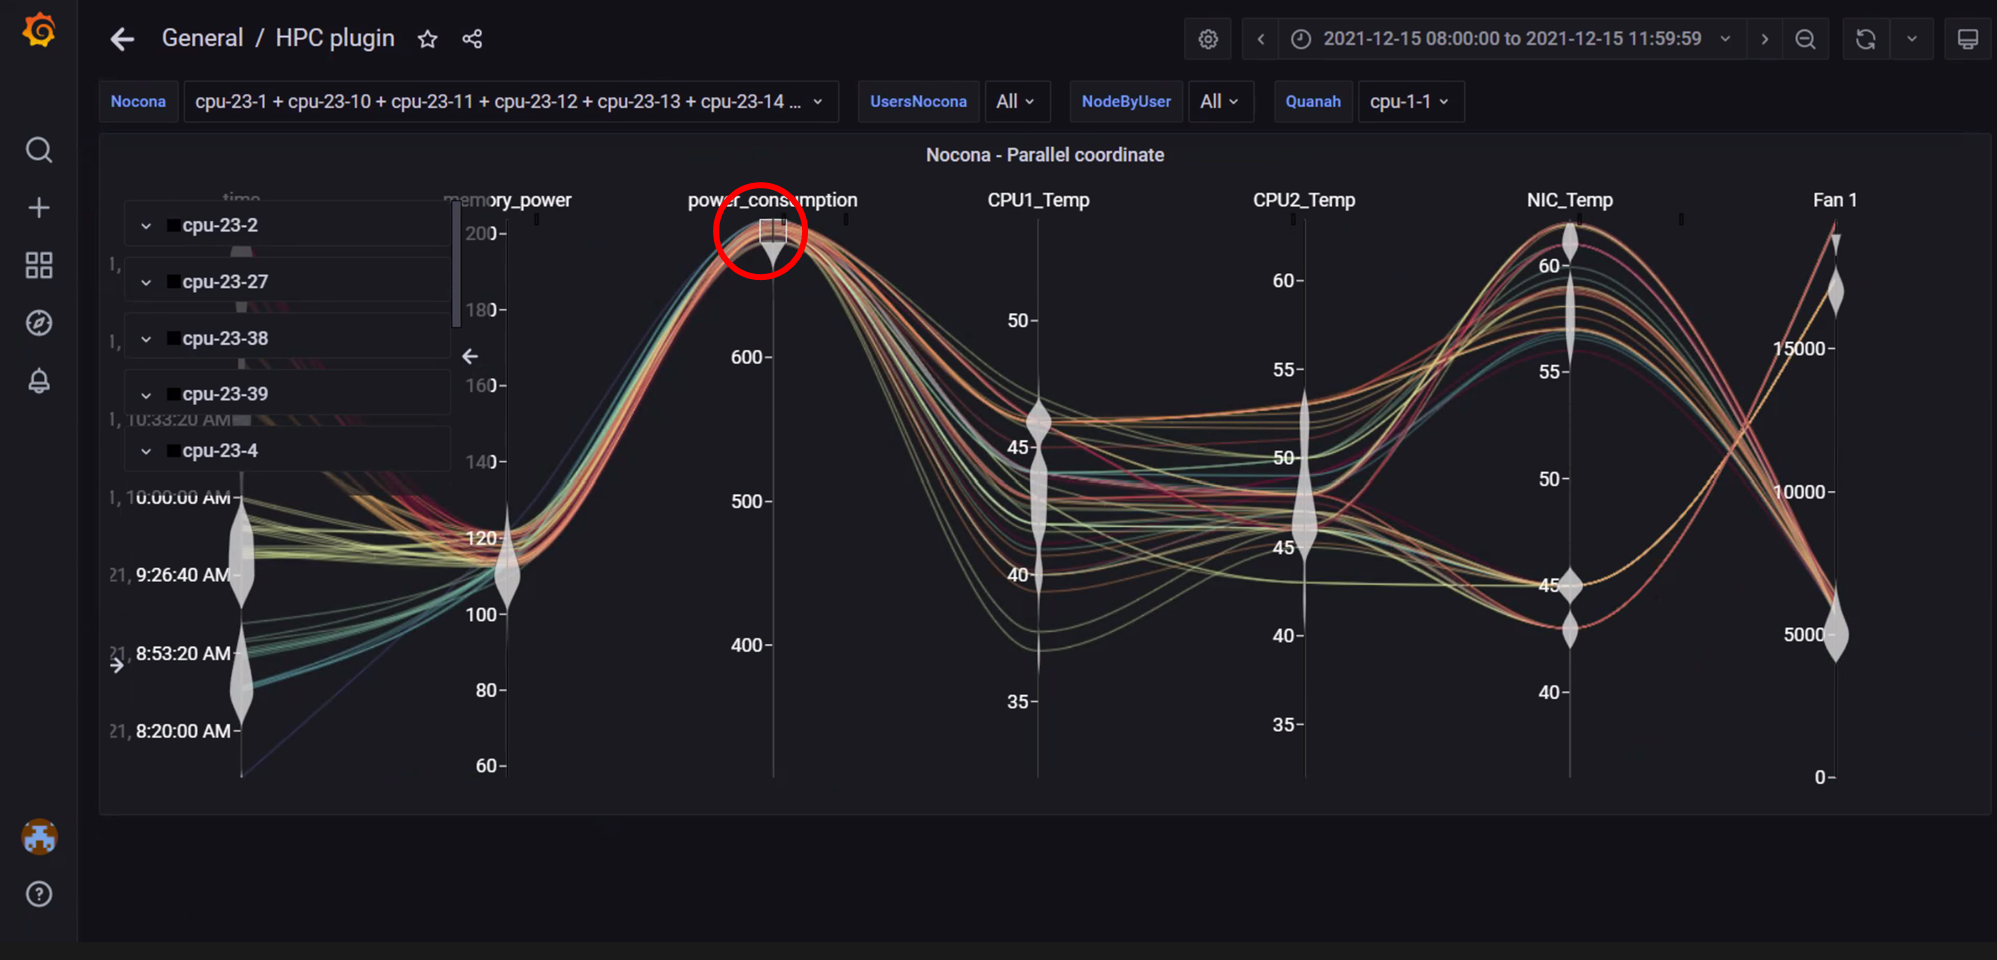 General / HPC plugin
2021-12-15 08:00:00 to 2021-12-15 11:59:59
Nocona cpu-23-1 + cpu-23-10 + cpu-23-11 + cpu-23-12 + cpu-23-13 + cpu-23-14 ... UsersNocona All NodeByUser All Quanah cpu-1-1
Nocona - Parallel coordinate
time memory_power power_consumption CPU1_Temp CPU2_Temp NIC_Temp Fan 1
cpu-23-2
cpu-23-27
cpu-23-38
cpu-23-39
1, 10:33:20 AM
cpu-23-4
1, 0:00:00 AM
21, 9:26:40 AM
21, 8:53:20 AM
21, 8:20:00 AM
200
180
160
140
120
100
80
60
600
500
400
50
45
40
35
60
55
50
45
40
35
60
55
50
45
40
15000
10000
5000
0